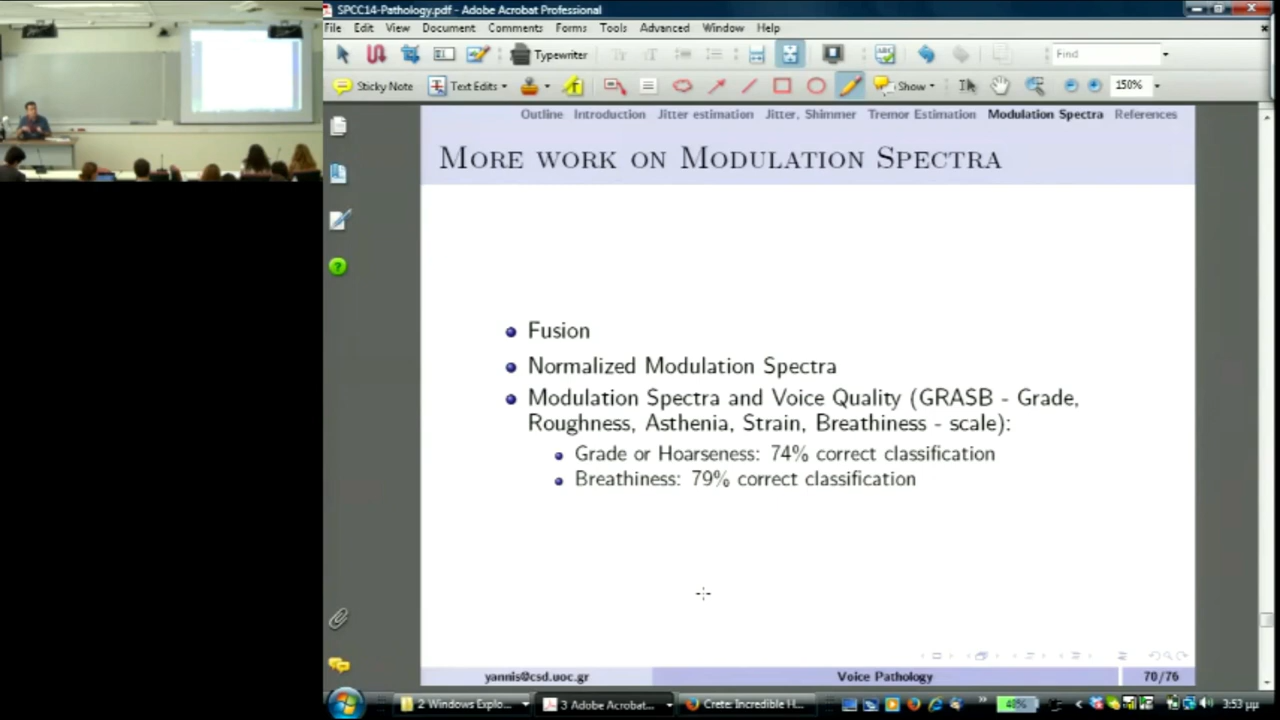 SPCC14-Pathology.pdf - Adobe Acrobat Professional
File Edit View Document Comments Forms Tools Advanced Window Help
Typewriter
Find
Sticky Note
Text Edits
Show
150%
Outline Introduction Jitter estimation Jitter, Shimmer Tremor Estimation Modulation Spectra References
More work on Modulation Spectra
Fusion
Normalized Modulation Spectra
Modulation Spectra and Voice Quality (GRASB - Grade,
Roughness, Asthenia, Strain, Breathiness - scale):
Grade or Hoarseness: 74% correct classification
Breathiness: 79% correct classification
yannis@csd.uoc.gr
Voice Pathology
70/76
2 Windows Explo...
3 Adobe Acrobat...
Crete: Incredible H...
48%
3:53 μμ